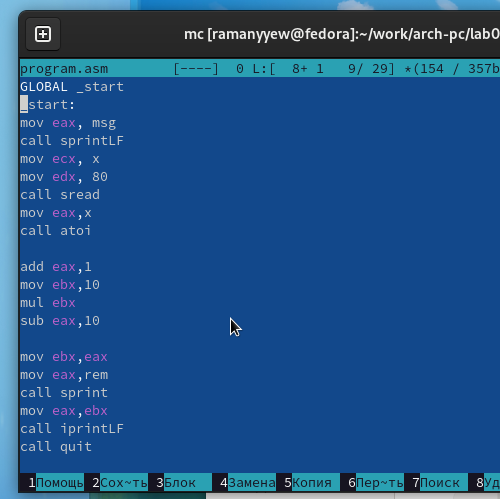 mc [ramanyyew@fedora]:~/work/arch-pc/lab0
program.asm [----] 0 L:[ 8+ 1 9/ 29] *(154 / 357b
GLOBAL _start
_start:
mov eax, msg
call sprintLF
mov ecx, x
mov edx, 80
call sread
mov eax,x
call atoi
add eax,1
mov ebx,10
mul ebx
sub eax,10
mov ebx,eax
mov eax,rem
call sprint
mov eax,ebx
call iprintLF
call quit
1Помощь 2Сох~ть 3Блок 4Замена 5Копия 6Пер~ть 7Поиск 8Уд